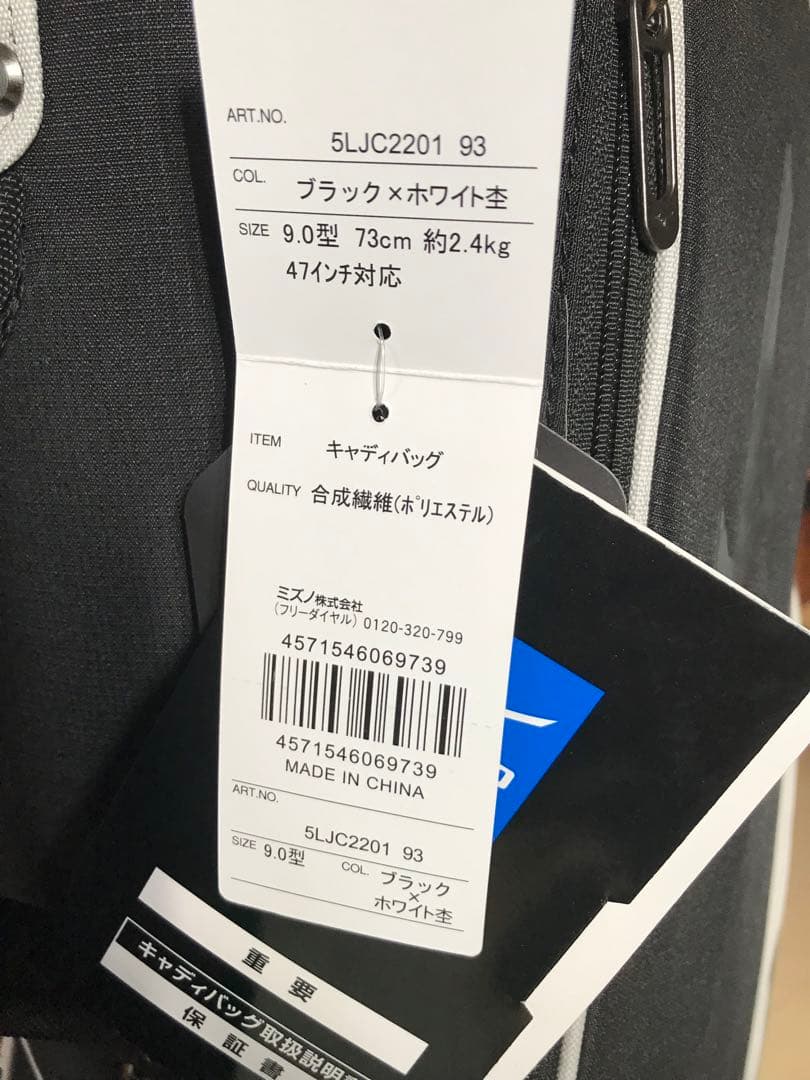 ART.NO.
5LJC2201 93
COL. ブラック×ホワイト杢
SIZE 9.0型 73cm 約2.4kg
47インチ対応
ITEM キャディバッグ
QUALITY 合成繊維(ポリエステル)
ミズノ株式会社
(フリーダイヤル) 0120-320-799
4571546069739
4571546069739
MADE IN CHINA
ART.NO.
5LJC2201 93
SIZE 9.0型 COL. ブラック
×
ホワイト杢
重要
キャディバッグ取扱説明
保証書